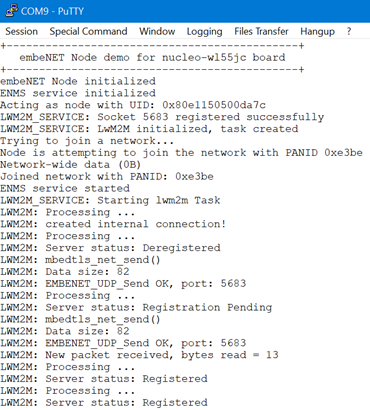 COM9 - PuTTY
Session Special Command Window Logging Files Transfer Hangup ?
+------------------------------------------+
embeNET Node demo for nucleo-wl55jc board
+------------------------------------------+
embeNET Node initialized
ENMS service initialized
Acting as node with UID: 0x80e1150500da7c
LWM2M_SERVICE: Socket 5683 registered successfully
LWM2M_SERVICE: LwM2M initialized, task created
Trying to join a network...
Node is attempting to join the network with PANID 0xe3be
Network-wide data (0B)
Joined network with PANID: 0xe3be
ENMS service started
LWM2M_SERVICE: Starting lwm2m Task
LWM2M: Processing ...
LWM2M: created internal connection!
LWM2M: Processing ...
LWM2M: Server status: Deregistered
LWM2M: mbedtls_net_send()
LWM2M: Data size: 82
LWM2M: EMBENET_UDP_Send OK, port: 5683
LWM2M: Processing ...
LWM2M: Server status: Registration Pending
LWM2M: mbedtls_net_send()
LWM2M: Data size: 82
LWM2M: EMBENET_UDP_Send OK, port: 5683
LWM2M: New packet received, bytes read = 13
LWM2M: Processing ...
LWM2M: Server status: Registered
LWM2M: Processing ...
LWM2M: Server status: Registered